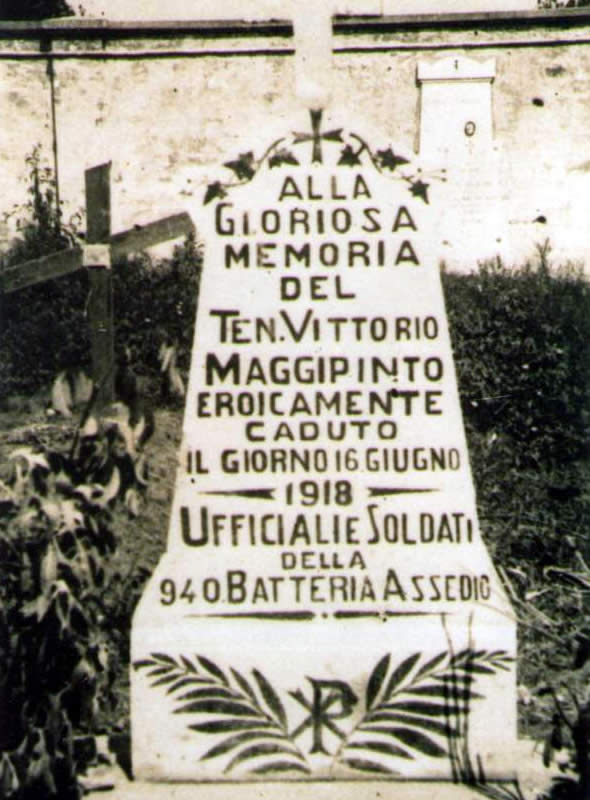 ALLA
GLORIOSA
MEMORIA
DEL
TEN. VITTORIO
MAGGIPINTO
EROICAMENTE
CADUTO
IL GIORNO 16. GIUGNO
1918
UFFICIALI E SOLDATI
DELLA
940. BATTERIA ASSEDIO